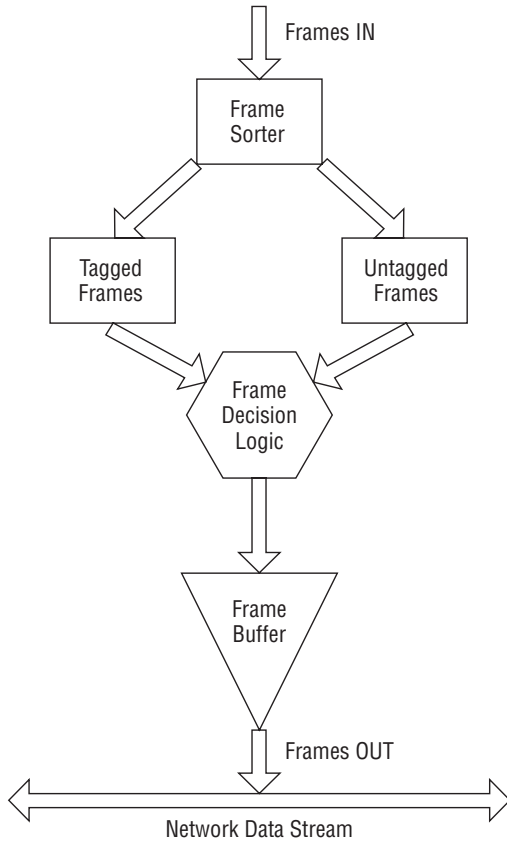 Frames IN
Frame
Sorter
Tagged
Frames
Untagged
Frames
Frame
Decision
Logic
Frame
Buffer
Frames OUT
Network Data Stream